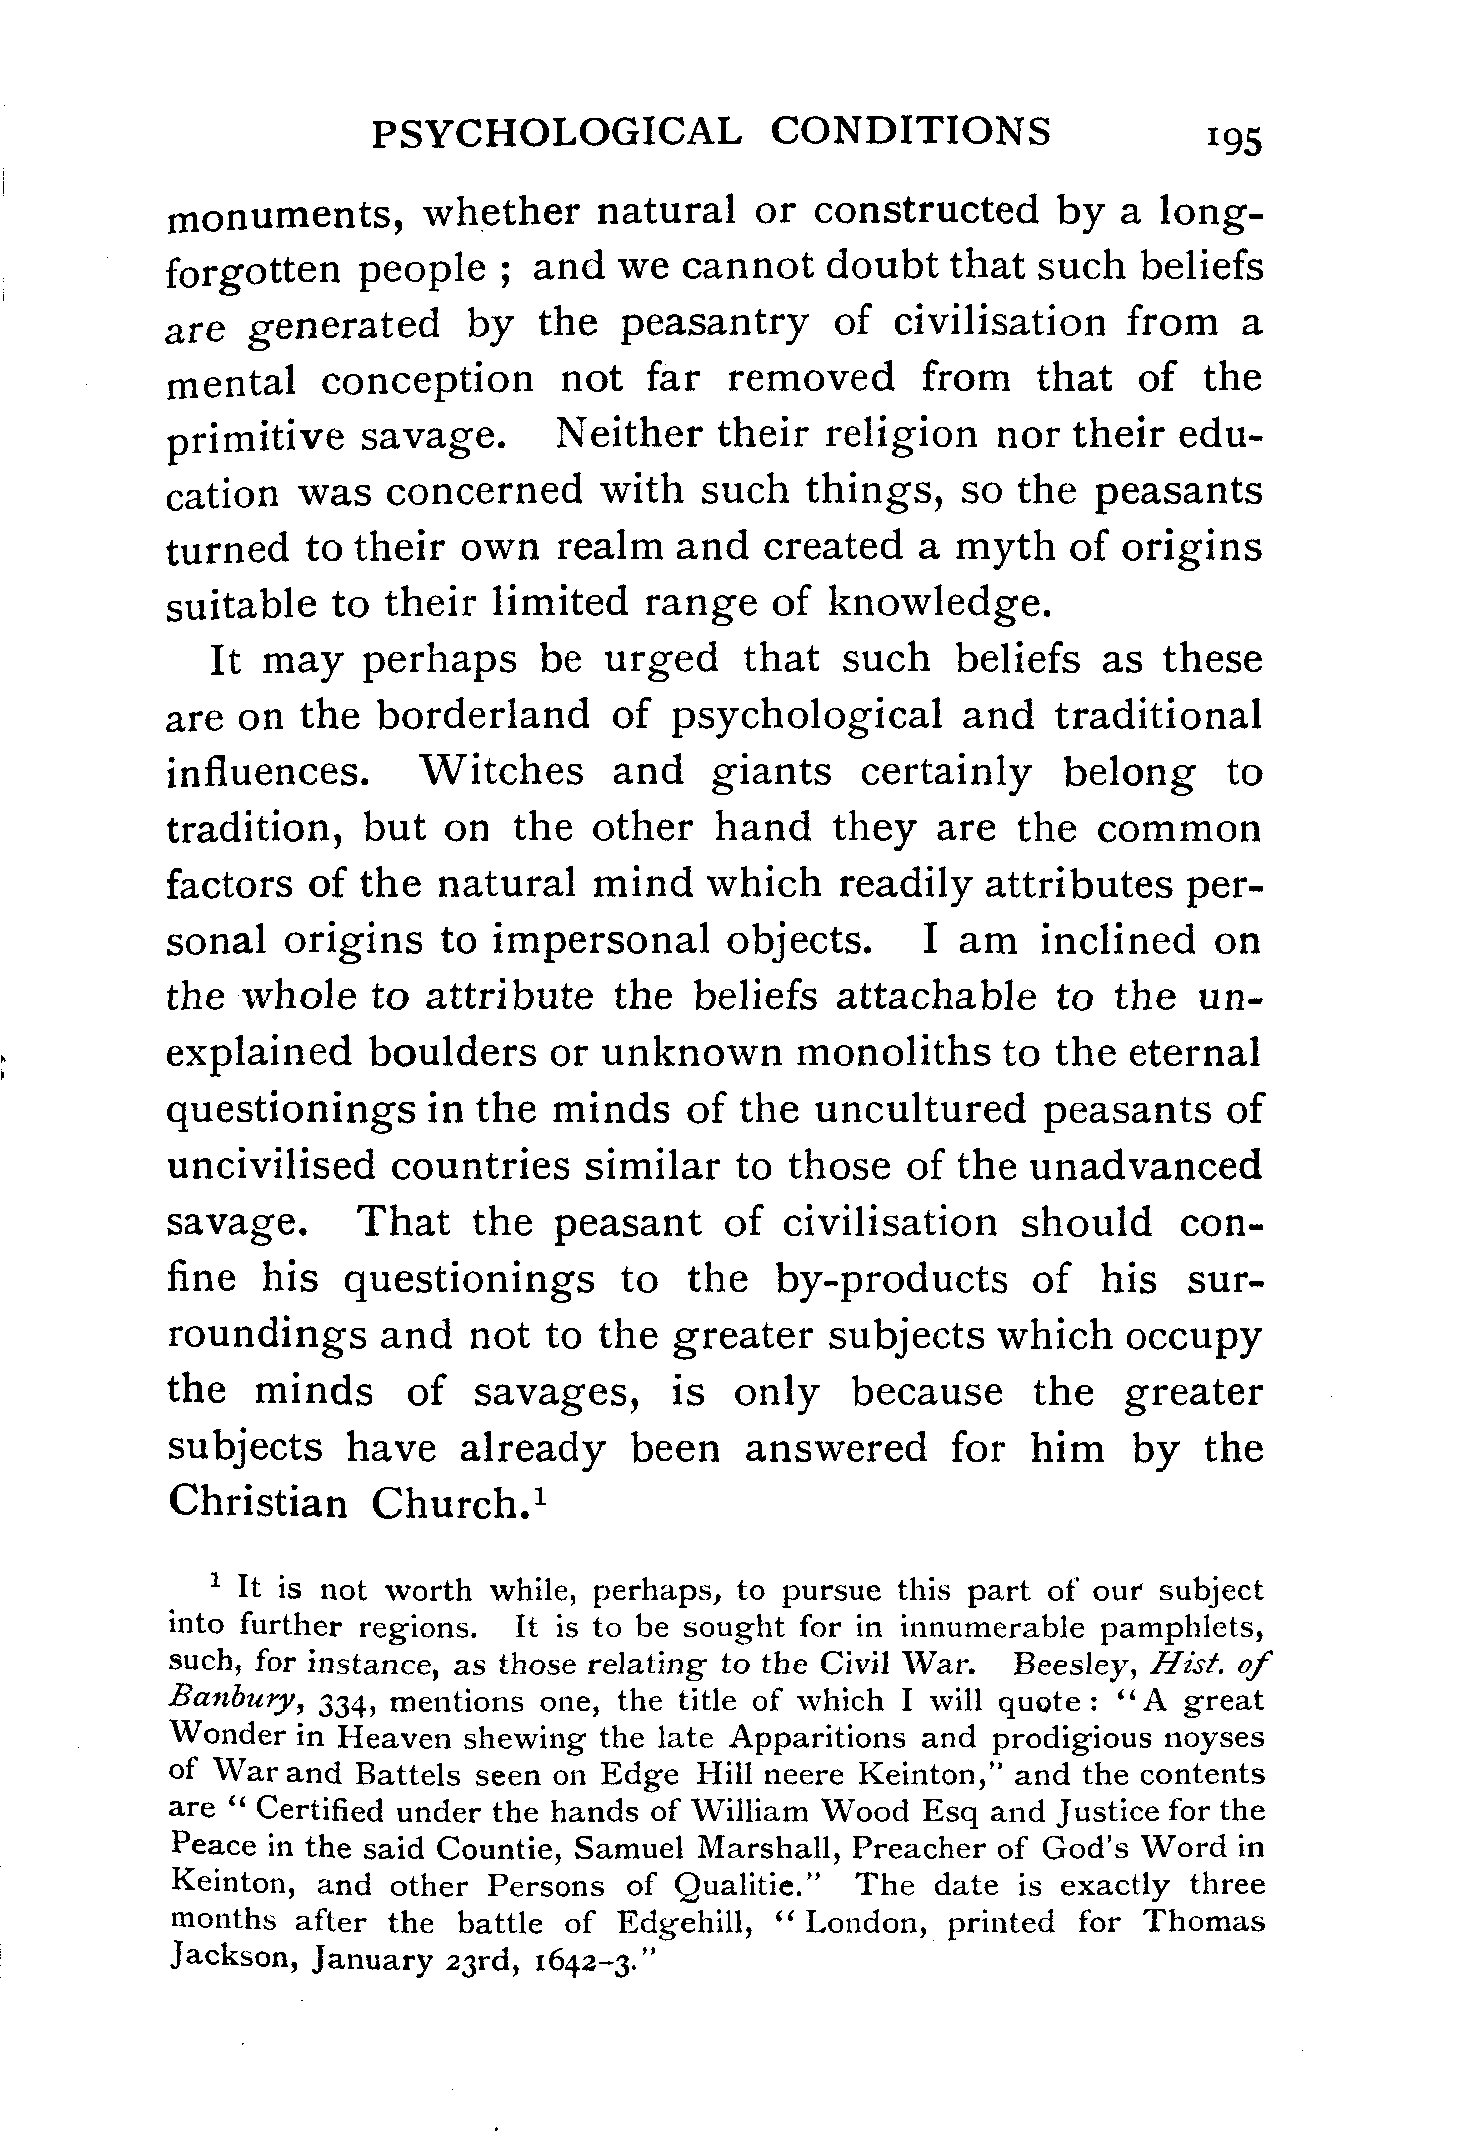 PSYCHOLOGICAL CONDITIONS 195
monuments, whether natural or constructed by a long-
forgotten people ; and we cannot doubt that such beliefs
are generated by the peasantry of civilisation from a
mental conception not far removed from that of the
primitive savage. Neither their religion nor their edu-
cation was concerned with such things, so the peasants
turned to their own realm and created a myth of origins
suitable to their limited range of knowledge.
It may perhaps be urged that such beliefs as these
are on the borderland of psychological and traditional
influences. Witches and giants certainly belong to
tradition, but on the other hand they are the common
factors of the natural mind which readily attributes per-
sonal origins to impersonal objects. I am inclined on
the whole to attribute the beliefs attachable to the un-
explained boulders or unknown monoliths to the eternal
questionings in the minds of the uncultured peasants of
uncivilised countries similar to those of the unadvanced
savage. That the peasant of civilisation should con-
fine his questionings to the by-products of his sur-
roundings and not to the greater subjects which occupy
the minds of savages, is only because the greater
subjects have already been answered for him by the
Christian Church.¹
¹ It is not worth while, perhaps, to pursue this part of our subject
into further regions. It is to be sought for in innumerable pamphlets,
such, for instance, as those relating to the Civil War. Beesley, Hist. of
Banbury, 334, mentions one, the title of which I will quote : “A great
Wonder in Heaven shewing the late Apparitions and prodigious noyses
of War and Battels seen on Edge Hill neere Keinton,” and the contents
are “ Certified under the hands of William Wood Esq and Justice for the
Peace in the said Countie, Samuel Marshall, Preacher of God's Word in
Keinton, and other Persons of Qualitie.” The date is exactly three
months after the battle of Edgehill, “ London, printed for Thomas
Jackson, January 23rd, 1642-3.”